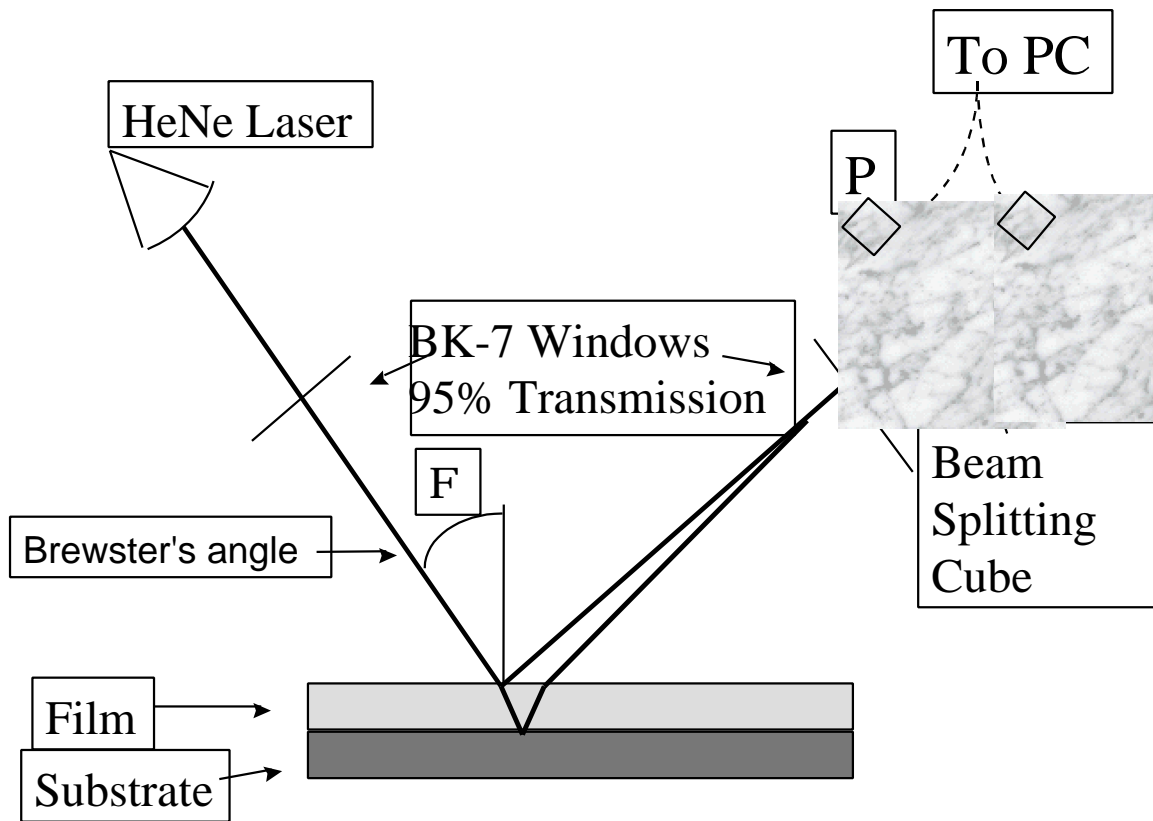 To PC
HeNe Laser
P
BK-7 Windows
95% Transmission
F
Beam
Splitting
Cube
Brewster's angle
Film
Substrate